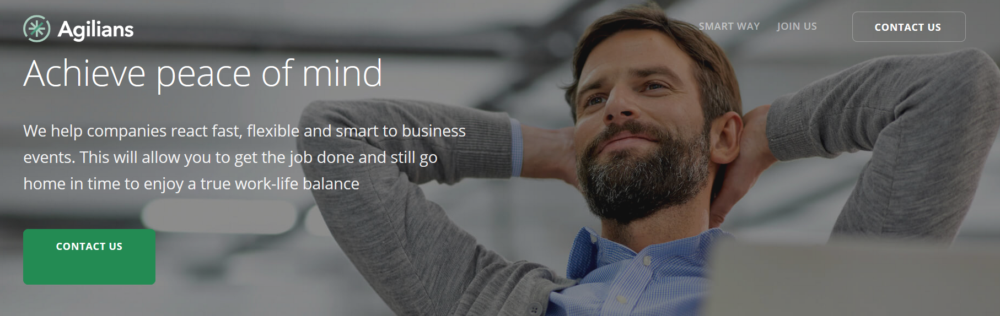 Agilians
SMART WAY
JOIN US
CONTACT US
Achieve peace of mind
We help companies react fast, flexible and smart to business
events. This will allow you to get the job done and still go
home in time to enjoy a true work-life balance
CONTACT US